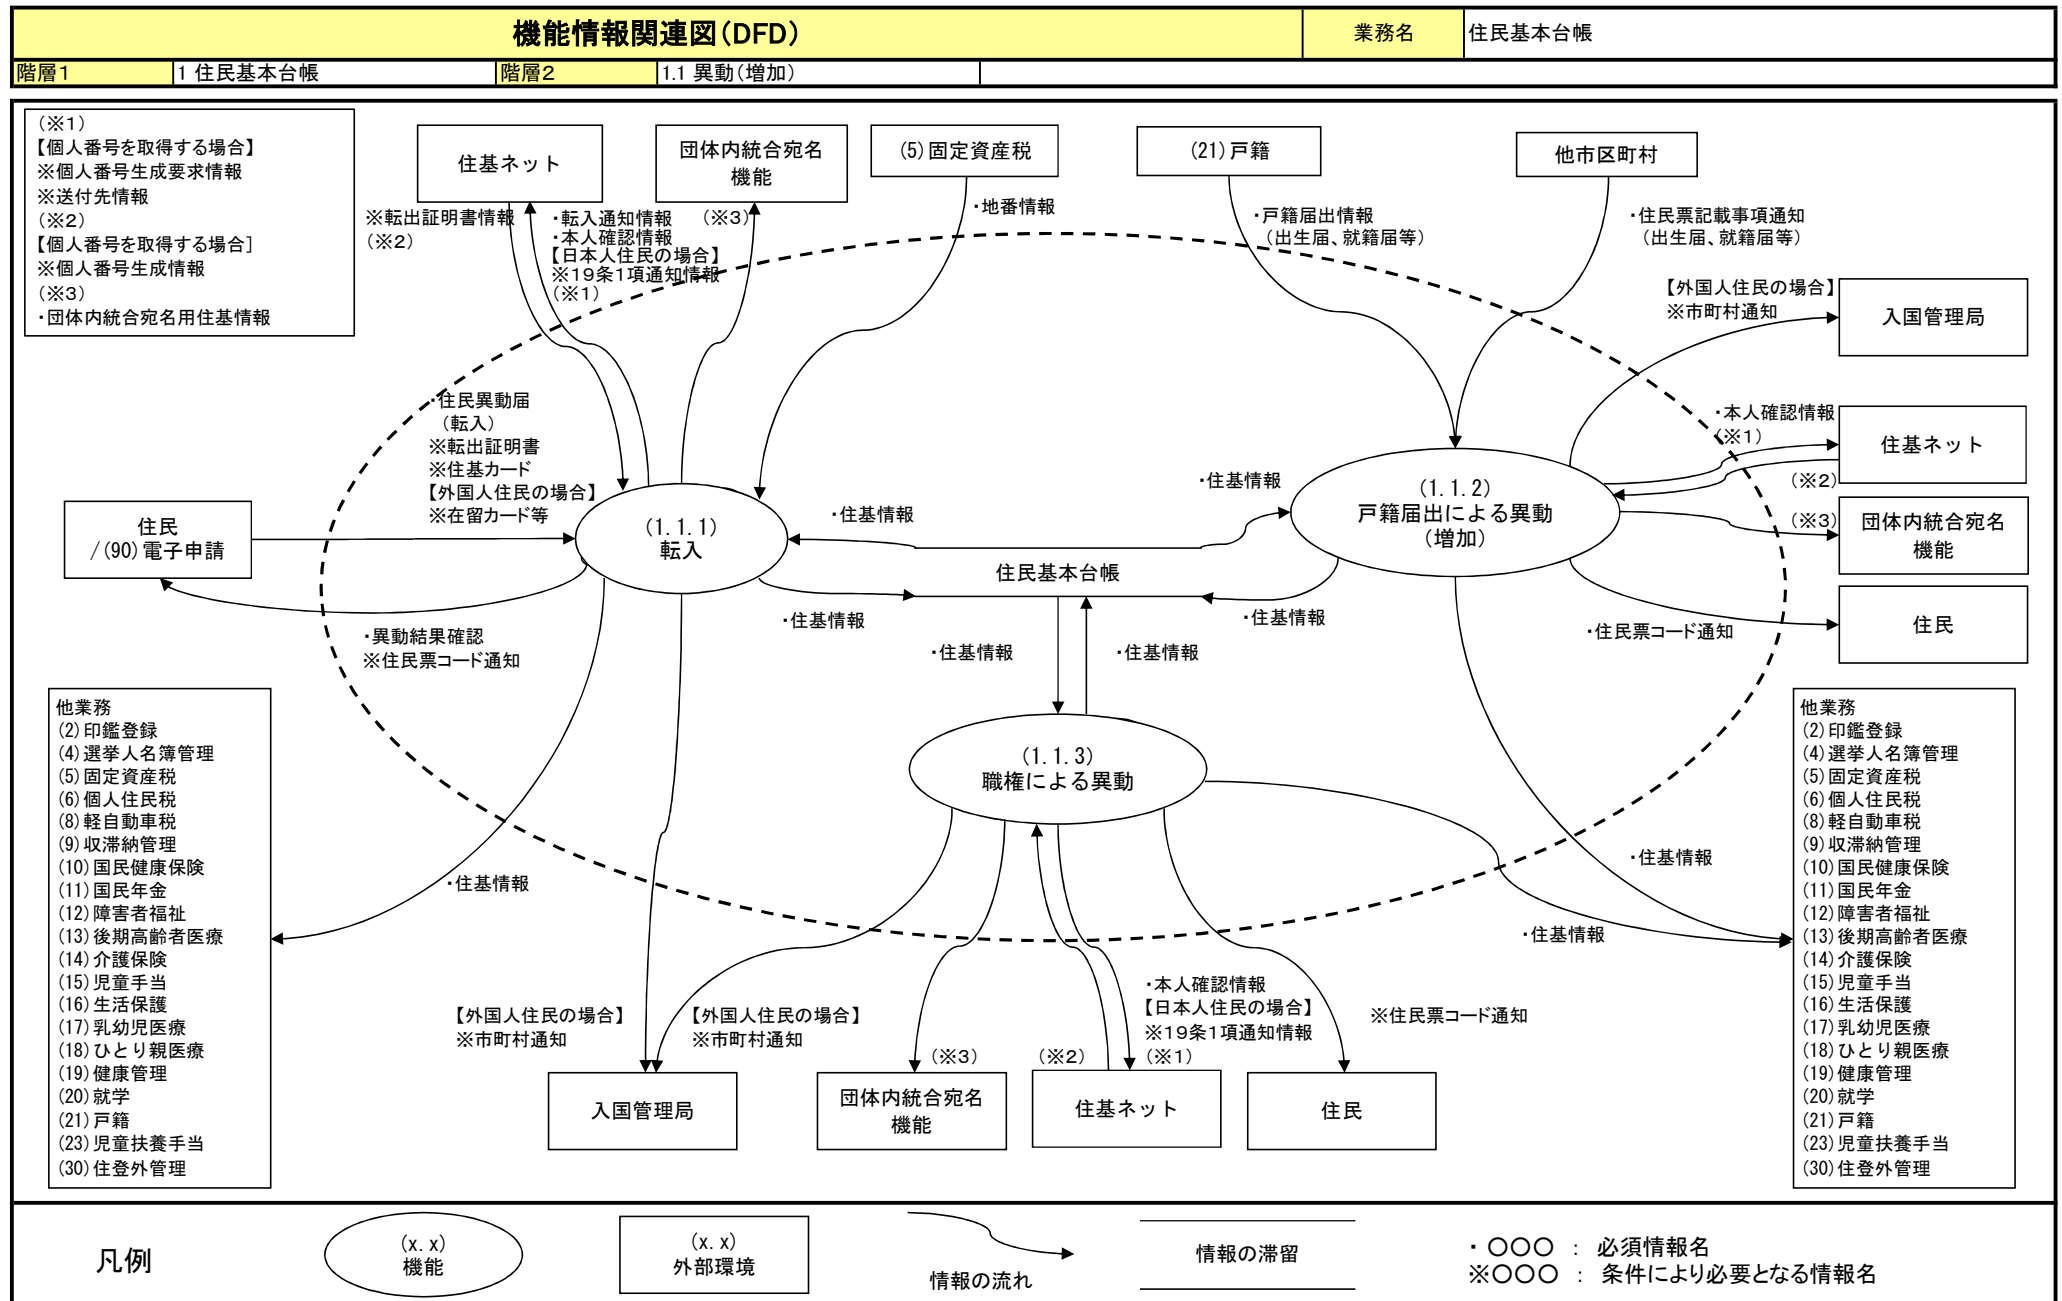 機能情報関連図(DFD)
業務名
住民基本台帳
階層1
1 住民基本台帳
階層2
1.1 異動(増加)
(※1)
【個人番号を取得する場合】
※個人番号生成要求情報
※送付先情報
(※2)
【個人番号を取得する場合]
※個人番号生成情報
(※3)
・団体内統合宛名用住基情報
住基ネット
団体内統合宛名
機能
(5)固定資産税
(21)戸籍
他市区町村
※転出証明書情報
(※2)
・転入通知情報
・本人確認情報
【日本人住民の場合】
※19条1項通知情報
(※1)
(※3)
・地番情報
・戸籍届出情報
(出生届、就籍届等)
・住民票記載事項通知
(出生届、就籍届等)
【外国人住民の場合】
※市町村通知
入国管理局
・住民異動届
(転入)
※転出証明書
※住基カード
【外国人住民の場合】
※在留カード等
・本人確認情報
(※1)
住基ネット
(※2)
住民
/(90)電子申請
(1.1.1)
転入
・住基情報
・住基情報
(1.1.2)
戸籍届出による異動
(増加)
(※3)
団体内統合宛名
機能
住民基本台帳
・異動結果確認
※住民票コード通知
・住基情報
・住基情報
・住基情報
・住基情報
・住民票コード通知
住民
他業務
(2)印鑑登録
(4)選挙人名簿管理
(5)固定資産税
(6)個人住民税
(8)軽自動車税
(9)収滞納管理
(10)国民健康保険
(11)国民年金
(12)障害者福祉
(13)後期高齢者医療
(14)介護保険
(15)児童手当
(16)生活保護
(17)乳幼児医療
(18)ひとり親医療
(19)健康管理
(20)就学
(21)戸籍
(23)児童扶養手当
(30)住登外管理
(1.1.3)
職権による異動
・住基情報
・住基情報
・住基情報
他業務
(2)印鑑登録
(4)選挙人名簿管理
(5)固定資産税
(6)個人住民税
(8)軽自動車税
(9)収滞納管理
(10)国民健康保険
(11)国民年金
(12)障害者福祉
(13)後期高齢者医療
(14)介護保険
(15)児童手当
(16)生活保護
(17)乳幼児医療
(18)ひとり親医療
(19)健康管理
(20)就学
(21)戸籍
(23)児童扶養手当
(30)住登外管理
【外国人住民の場合】
※市町村通知
【外国人住民の場合】
※市町村通知
(※3)
(※2)
・本人確認情報
【日本人住民の場合】
※19条1項通知情報
(※1)
※住民票コード通知
入国管理局
団体内統合宛名
機能
住基ネット
住民
凡例
(x.x)
機能
(x.x)
外部環境
情報の流れ
情報の滞留
・ 〇〇〇 : 必須情報名
※〇〇〇 : 条件により必要となる情報名